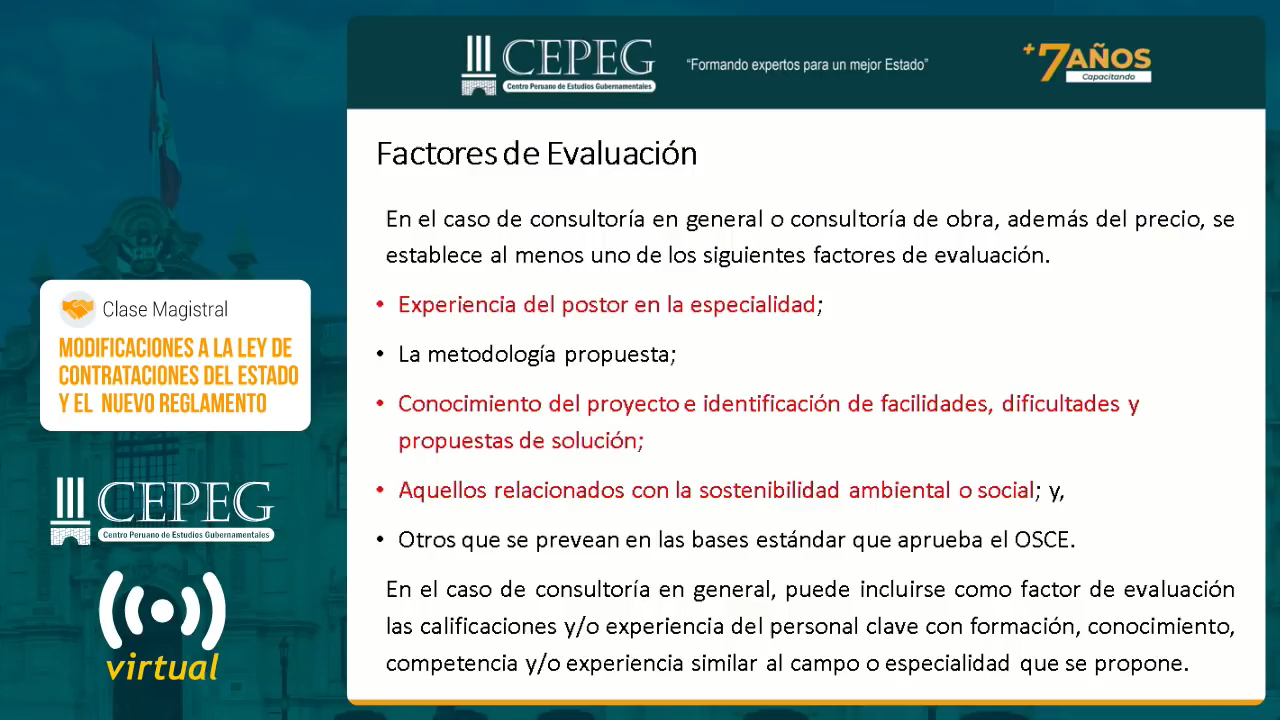 CEPEG
Centro Peruano de Estudios Gubernamentales
“Formando expertos para un mejor Estado”
+7 AÑOS
Capacitando
Factores de Evaluación
En el caso de consultoría en general o consultoría de obra, además del precio, se
establece al menos uno de los siguientes factores de evaluación.
• Experiencia del postor en la especialidad;
• La metodología propuesta;
• Conocimiento del proyecto e identificación de facilidades, dificultades y
propuestas de solución;
• Aquellos relacionados con la sostenibilidad ambiental o social; y,
• Otros que se prevean en las bases estándar que aprueba el OSCE.
En el caso de consultoría en general, puede incluirse como factor de evaluación
las calificaciones y/o experiencia del personal clave con formación, conocimiento,
competencia y/o experiencia similar al campo o especialidad que se propone.
Clase Magistral
MODIFICACIONES A LA LEY DE
CONTRATACIONES DEL ESTADO
Y EL NUEVO REGLAMENTO
CEPEG
Centro Peruano de Estudios Gubernamentales
virtual